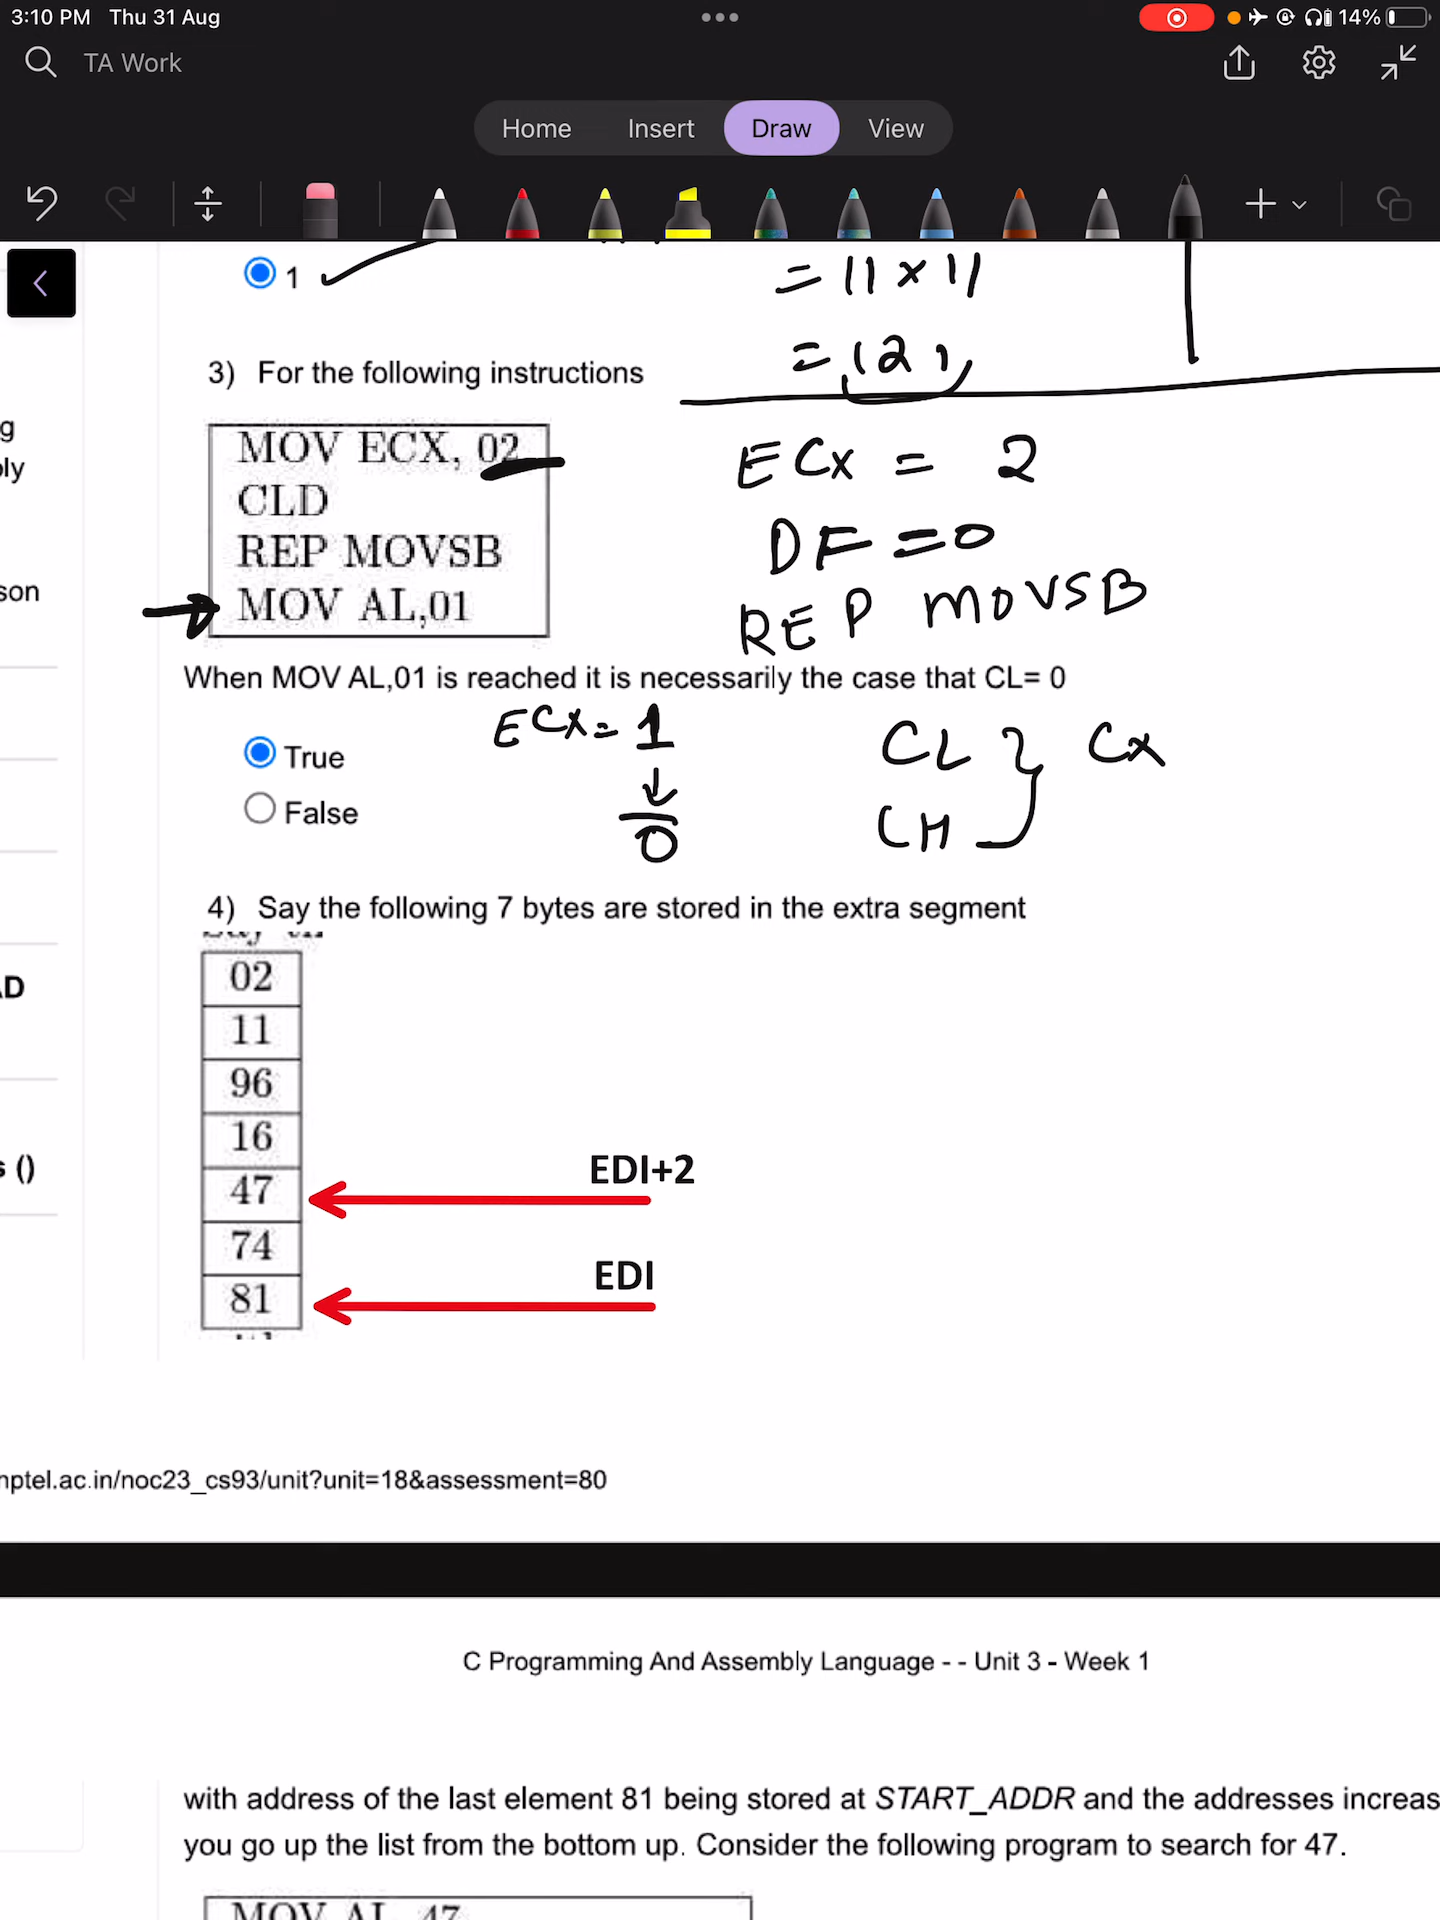 3:10 PM Thu 31 Aug
14%
TA Work
Home Insert Draw View
1
= 11 x 11
= 121
3) For the following instructions
MOV ECX, 02
CLD
REP MOVSB
MOV AL,01
ECX = 2
DF = 0
REP MOVSB
g
son
When MOV AL,01 is reached it is necessarily the case that CL= 0
True
False
ECX = 1
↓
0
CL } CX
CH
4) Say the following 7 bytes are stored in the extra segment
02
11
96
16
47
74
81
EDI+2
EDI
()
nptel.ac.in/noc23_cs93/unit?unit=18&assessment=80
C Programming And Assembly Language - - Unit 3 - Week 1
with address of the last element 81 being stored at START_ADDR and the addresses increas
you go up the list from the bottom up. Consider the following program to search for 47.
MOV AL, 47